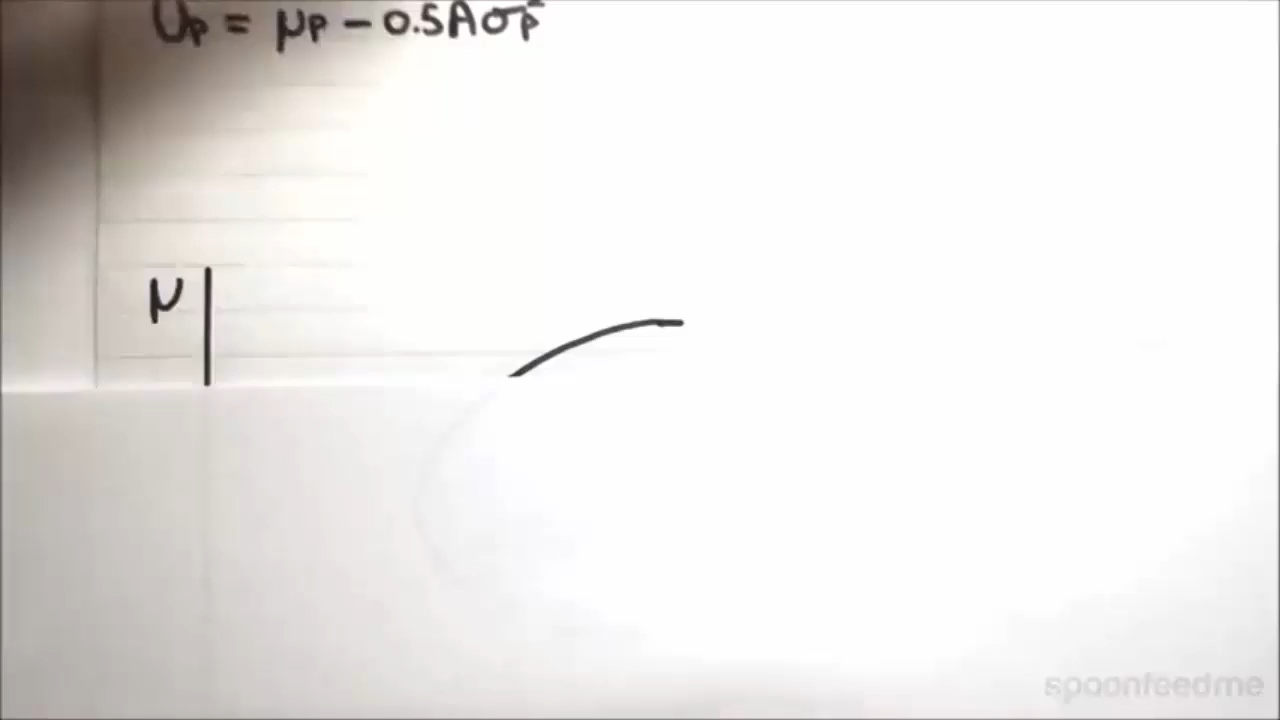 Up = μp - 0.5Aσp²
μ
spoonfeedme